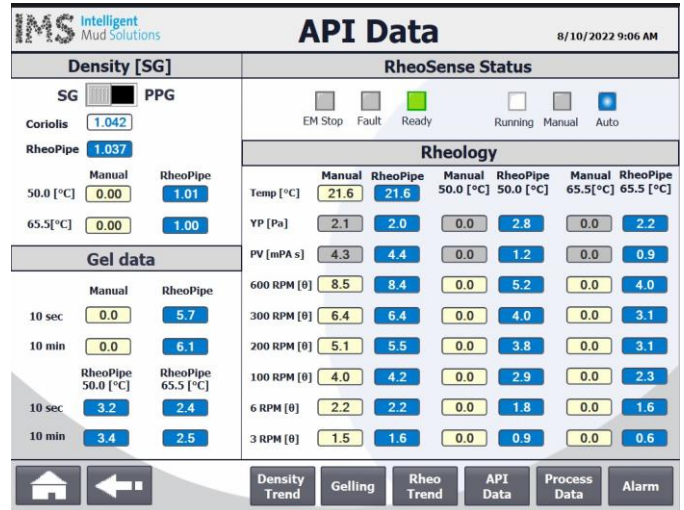 IMS Intelligent
Mud Solutions
API Data
8/10/2022 9:06 AM
Density [SG]
SG PPG
Coriolis 1.042
RheoPipe 1.037
Manual RheoPipe
50.0 [°C] 0.00 1.01
65.5[°C] 0.00 1.00
Gel data
Manual RheoPipe
10 sec 0.0 5.7
10 min 0.0 6.1
RheoPipe RheoPipe
50.0 [°C] 65.5 [°C]
10 sec 3.2 2.4
10 min 3.4 2.5
RheoSense Status
EM Stop Fault Ready Running Manual Auto
Rheology
Manual RheoPipe Manual RheoPipe Manual RheoPipe
50.0 [°C] 50.0 [°C] 65.5[°C] 65.5 [°C]
Temp [°C] 21.6 21.6
YP [Pa] 2.1 2.0 0.0 2.8 0.0 2.2
PV [mPA s] 4.3 4.4 0.0 1.2 0.0 0.9
600 RPM [θ] 8.5 8.4 0.0 5.2 0.0 4.0
300 RPM [θ] 6.4 6.4 0.0 4.0 0.0 3.1
200 RPM [θ] 5.1 5.5 0.0 3.8 0.0 3.1
100 RPM [θ] 4.0 4.2 0.0 2.9 0.0 2.3
6 RPM [θ] 2.2 2.2 0.0 1.8 0.0 1.6
3 RPM [θ] 1.5 1.6 0.0 0.9 0.0 0.6
Density Trend
Gelling
Rheo Trend
API Data
Process Data
Alarm